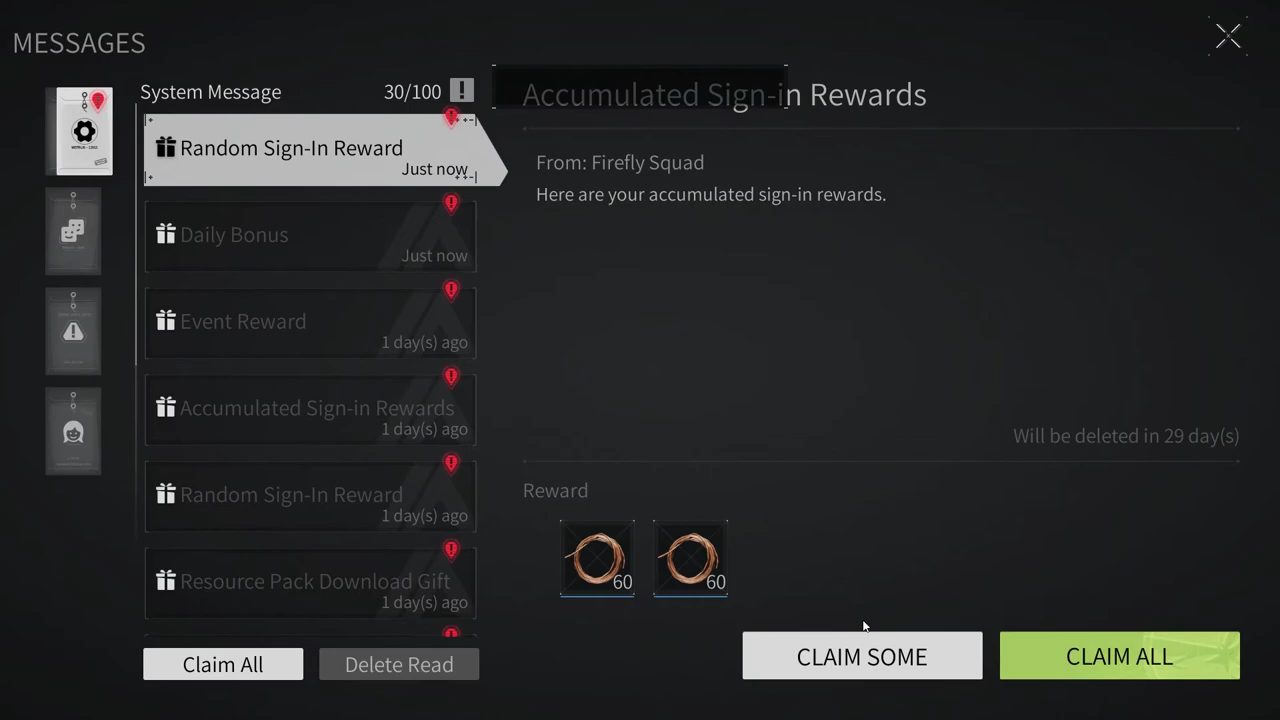 MESSAGES
System Message 30/100
Random Sign-In Reward
Just now
Daily Bonus
Just now
Event Reward
1 day(s) ago
Accumulated Sign-in Rewards
1 day(s) ago
Random Sign-In Reward
1 day(s) ago
Resource Pack Download Gift
1 day(s) ago
Claim All
Delete Read
Accumulated Sign-in Rewards
From: Firefly Squad
Here are your accumulated sign-in rewards.
Will be deleted in 29 day(s)
Reward
60
60
CLAIM SOME
CLAIM ALL